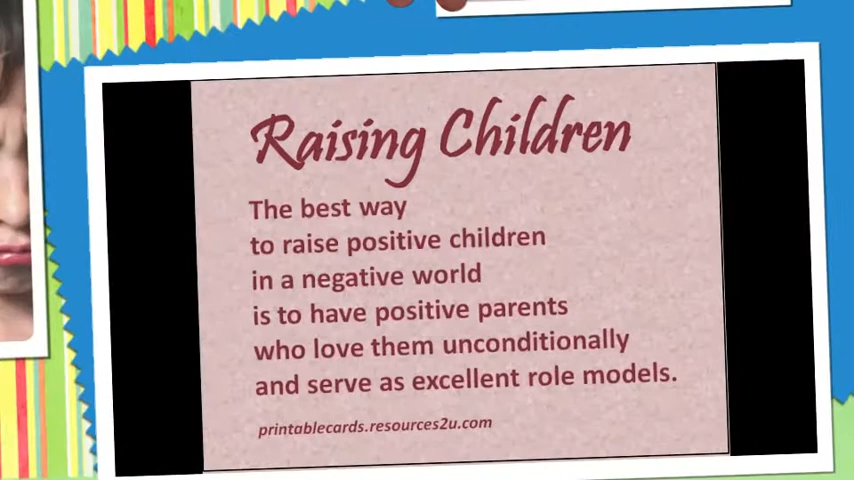 Raising Children
The best way
to raise positive children
in a negative world
is to have positive parents
who love them unconditionally
and serve as excellent role models.
printablecards.resources2u.com